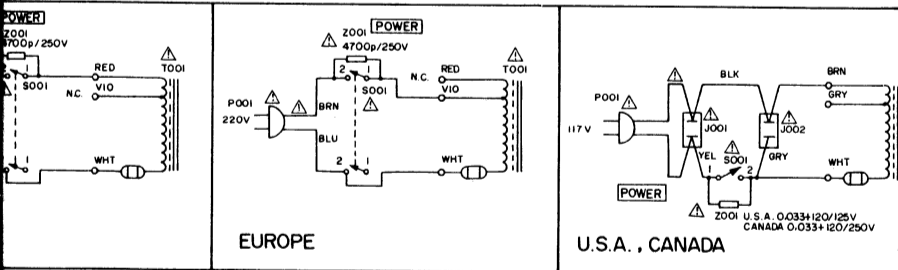 POWER
Z001
4700p/250V
RED
T001
S001
N.C.
VIO
WHT
1
1
Z001
4700p/250V
POWER
T001
N.C.
RED
VIO
2
1
S001
P001
220V
BRN
BLU
2
1
WHT
EUROPE
P001
117V
BLK
BRN
GRY
J001
J002
YEL
S001
GRY
WHT
1
2
POWER
Z001
U.S.A. 0.033+120/125V
CANADA 0.033+120/250V
U.S.A., CANADA